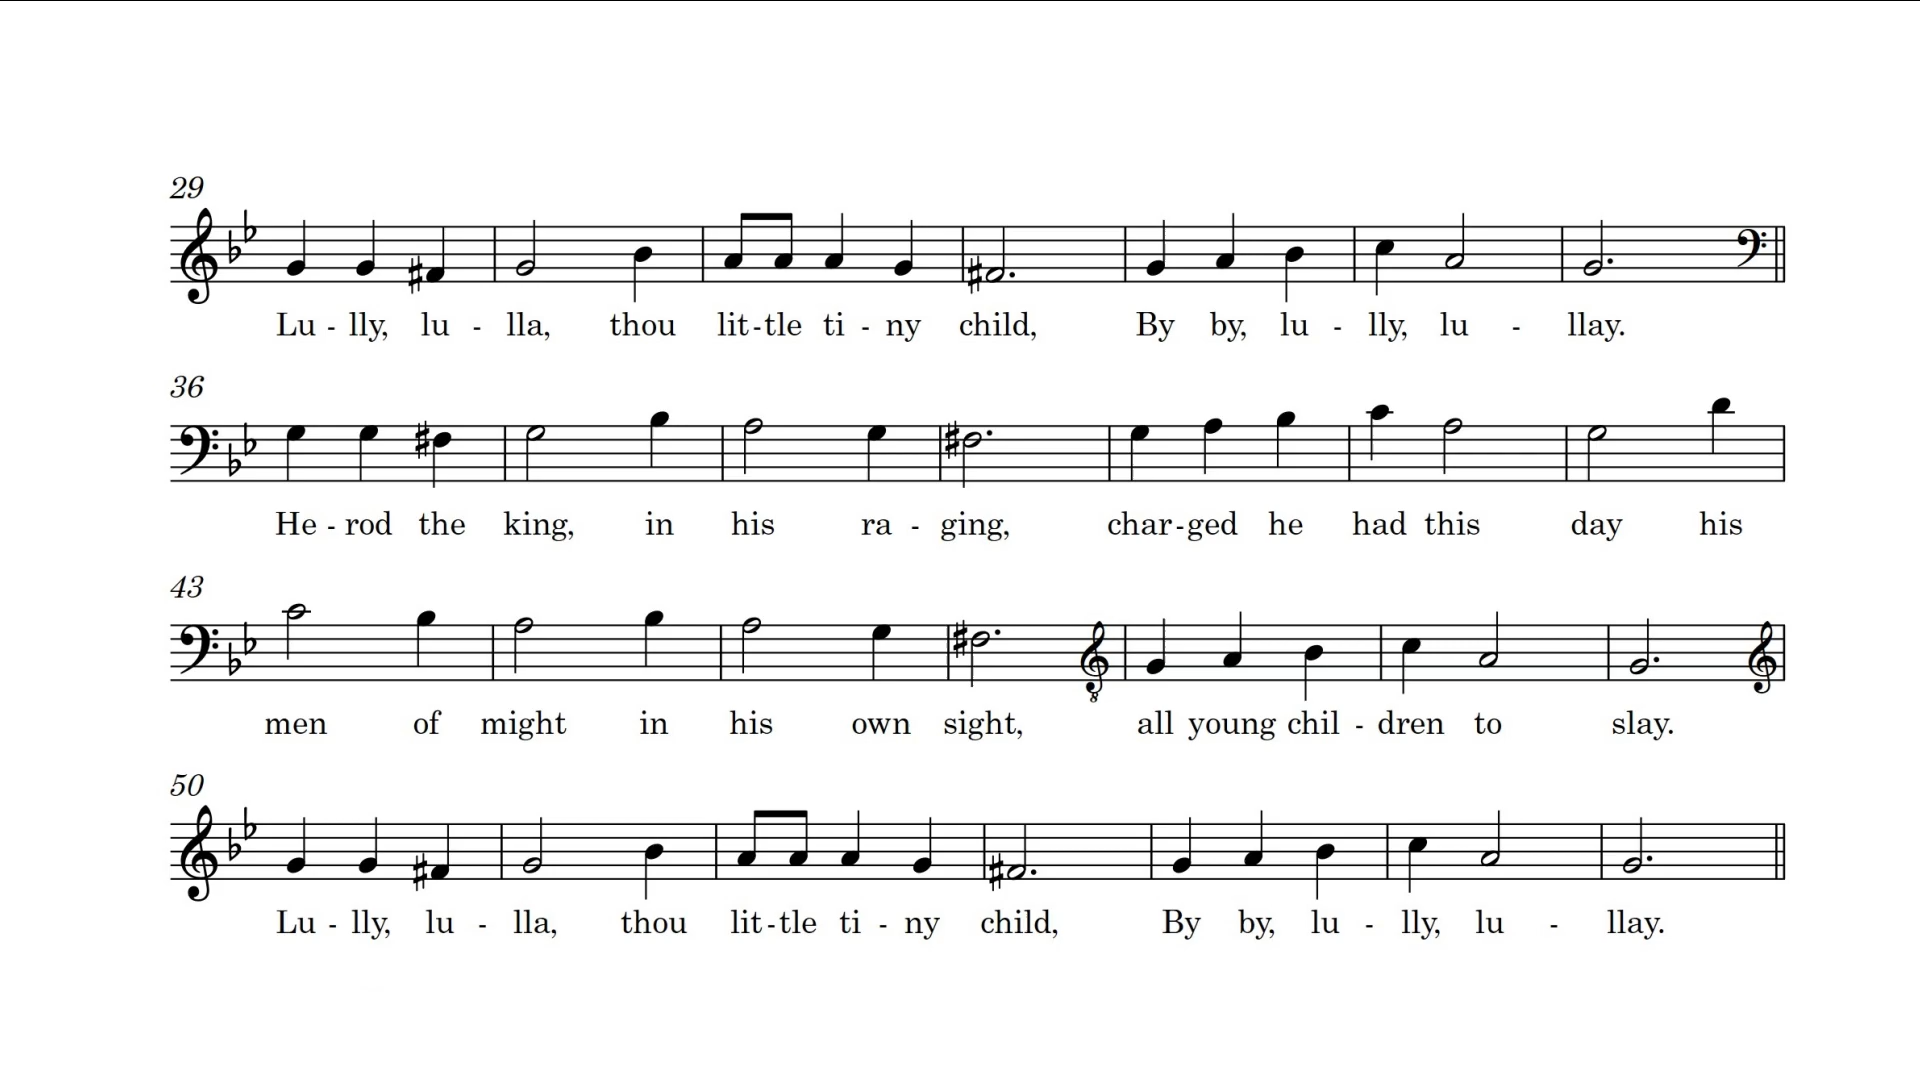 29
Lu - lly, lu - lla, thou lit-tle ti - ny child, By by, lu - lly, lu - llay.
36
He - rod the king, in his ra - ging, char-ged he had this day his
43
men of might in his own sight, all young chil - dren to slay.
8
50
Lu - lly, lu - lla, thou lit-tle ti - ny child, By by, lu - lly, lu - llay.